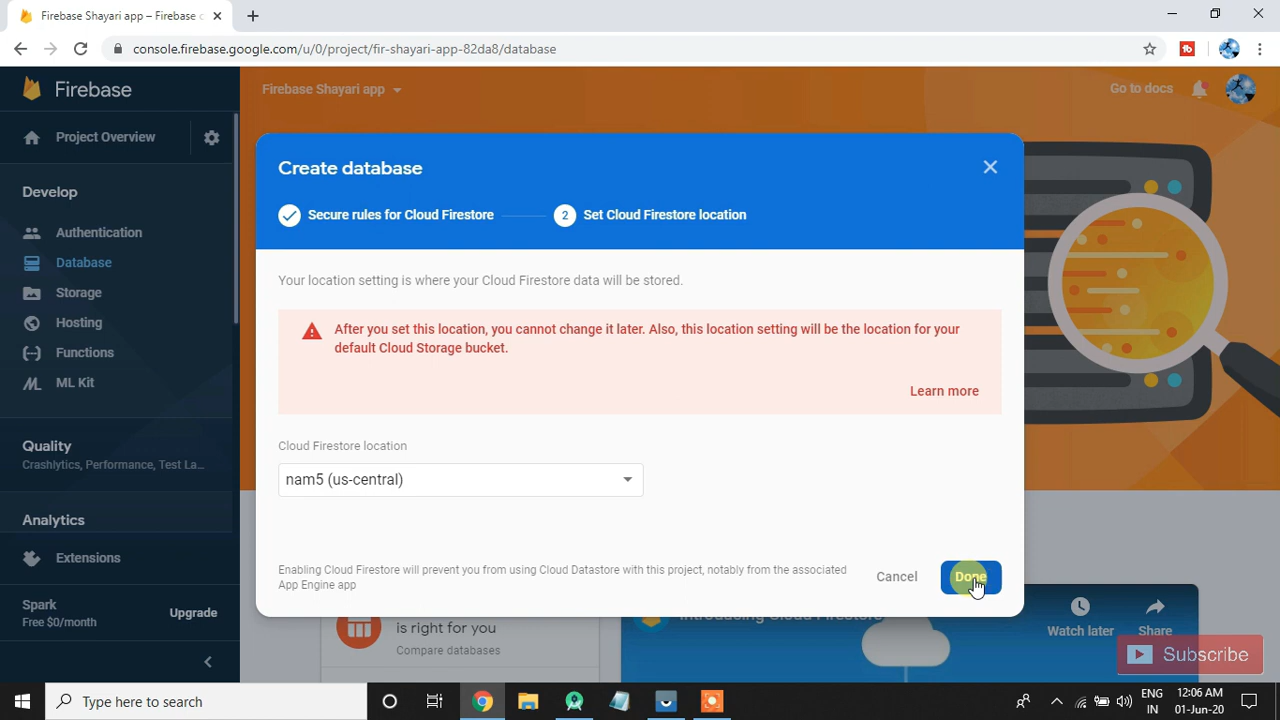 Firebase Shayari app – Firebase c
console.firebase.google.com/u/0/project/fir-shayari-app-82da8/database
Firebase
Firebase Shayari app
Go to docs
Project Overview
Develop
Authentication
Database
Storage
Hosting
Functions
ML Kit
Quality
Crashlytics, Performance, Test La...
Analytics
Extensions
Spark
Free $0/month
Upgrade
Create database
Secure rules for Cloud Firestore
2 Set Cloud Firestore location
Your location setting is where your Cloud Firestore data will be stored.
After you set this location, you cannot change it later. Also, this location setting will be the location for your
default Cloud Storage bucket.
Learn more
Cloud Firestore location
nam5 (us-central)
Enabling Cloud Firestore will prevent you from using Cloud Datastore with this project, notably from the associated
App Engine app
Cancel
Done
is right for you
Compare databases
Introducing Cloud Firestore
Watch later
Share
Subscribe
Type here to search
ENG
IN
12:06 AM
01-Jun-20